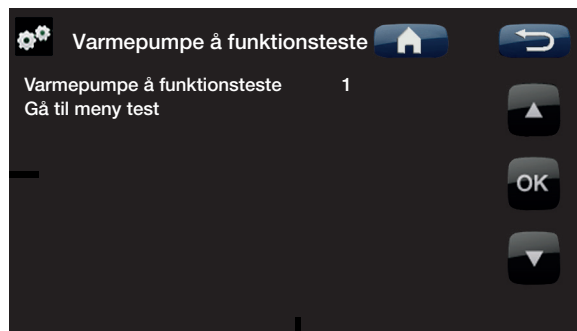 Varmepumpe å funktionsteste
Varmepumpe å funktionsteste 1
Gå til meny test
OK